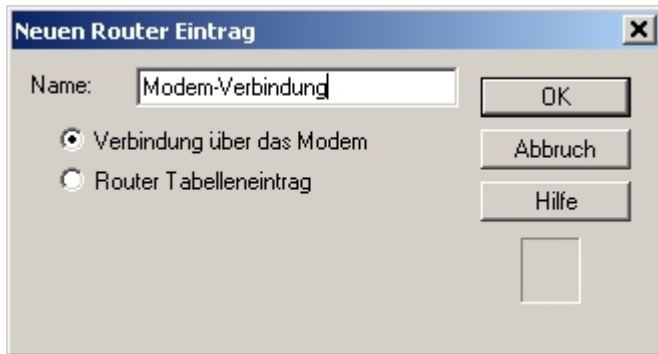 Neuen Router Eintrag
Name: Modem-Verbindung
OK
Verbindung über das Modem
Abbruch
Router Tabelleneintrag
Hilfe